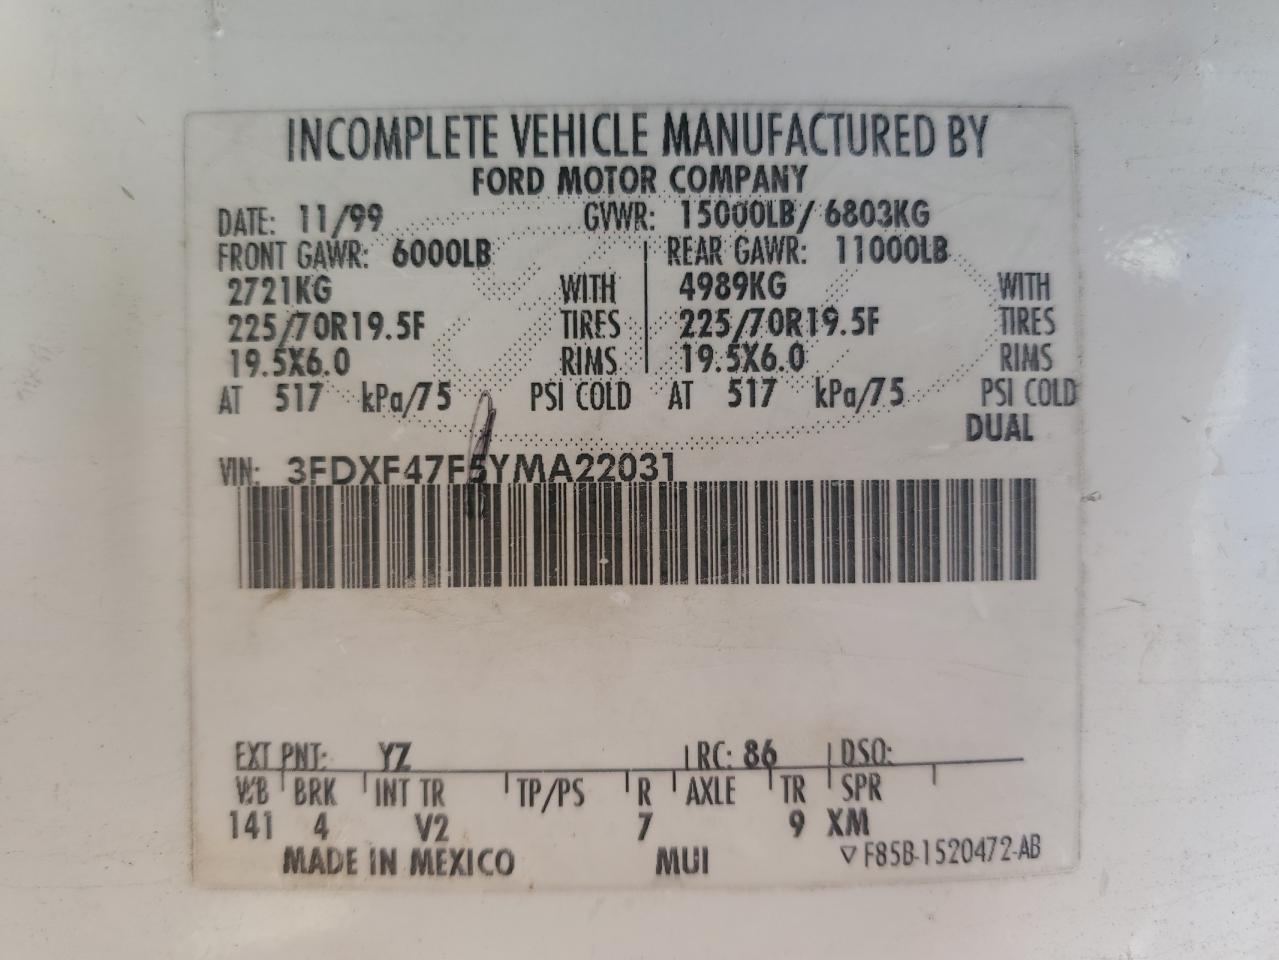 INCOMPLETE VEHICLE MANUFACTURED BY
FORD MOTOR COMPANY
DATE: 11/99 GVWR: 15000LB/ 6803KG
FRONT GAWR: 6000LB REAR GAWR: 11000LB
2721KG WITH 4989KG WITH
225/70R19.5F TIRES 225/70R19.5F TIRES
19.5X6.0 RIMS 19.5X6.0 RIMS
AT 517 kPa/75 PSI COLD AT 517 kPa/75 PSI COLD
DUAL
VIN: 3FDXF47F5YMA22031
EXT PNT: YZ RC: 86 DSO:
WB BRK INT TR TP/PS R AXLE TR SPR
141 4 V2 7 9 XM
MADE IN MEXICO MUI ▽ F85B-1520472-AB